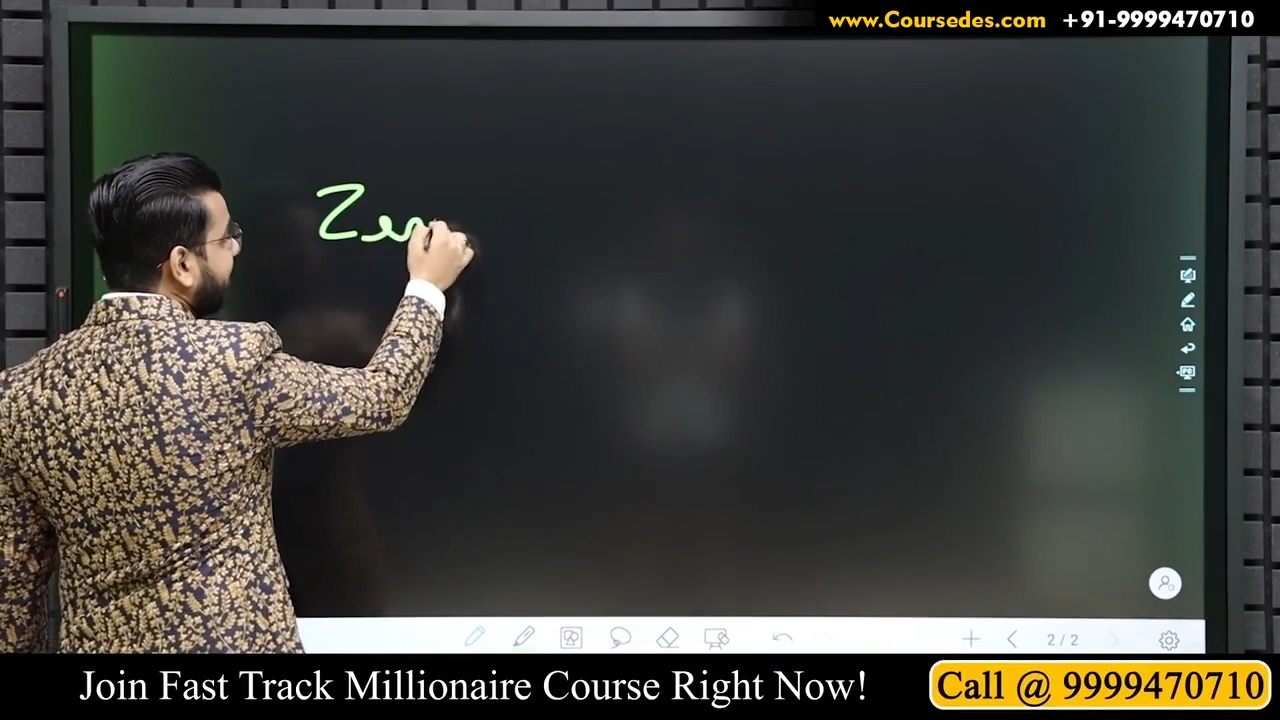 www.Coursedes.com +91-9999470710
Zer
2/2
Join Fast Track Millionaire Course Right Now!
Call @ 9999470710